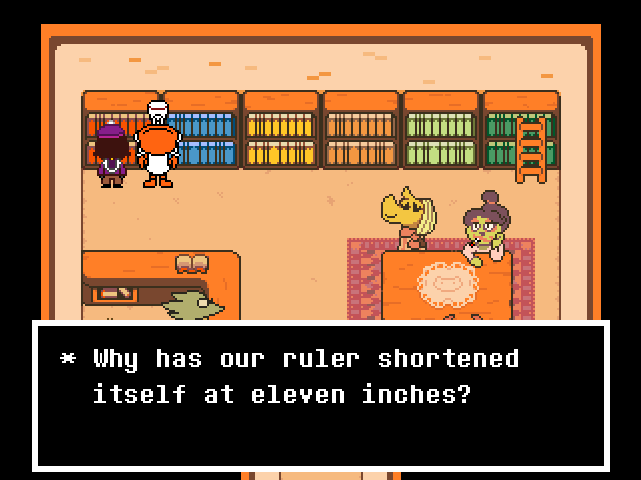 * Why has our ruler shortened
itself at eleven inches?